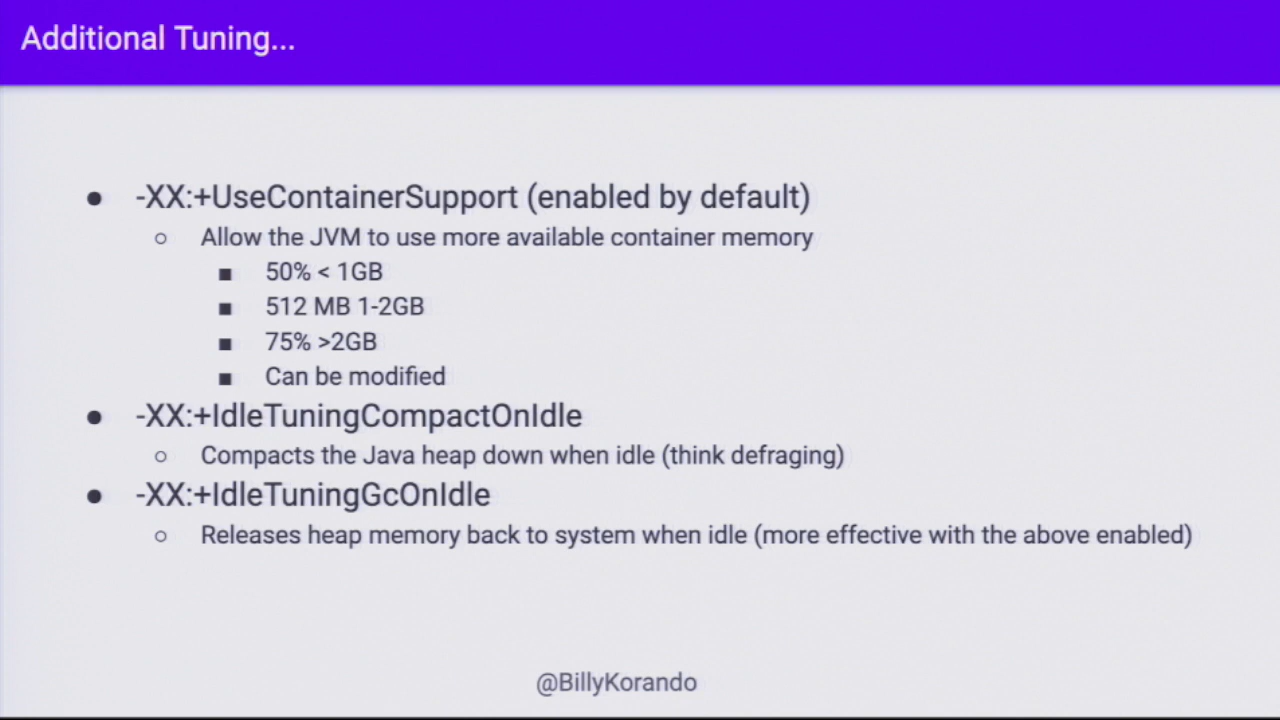 Additional Tuning...
● -XX:+UseContainerSupport (enabled by default)
○ Allow the JVM to use more available container memory
■ 50% < 1GB
■ 512 MB 1-2GB
■ 75% >2GB
■ Can be modified
● -XX:+IdleTuningCompactOnIdle
○ Compacts the Java heap down when idle (think defraging)
● -XX:+IdleTuningGcOnIdle
○ Releases heap memory back to system when idle (more effective with the above enabled)
@BillyKorando